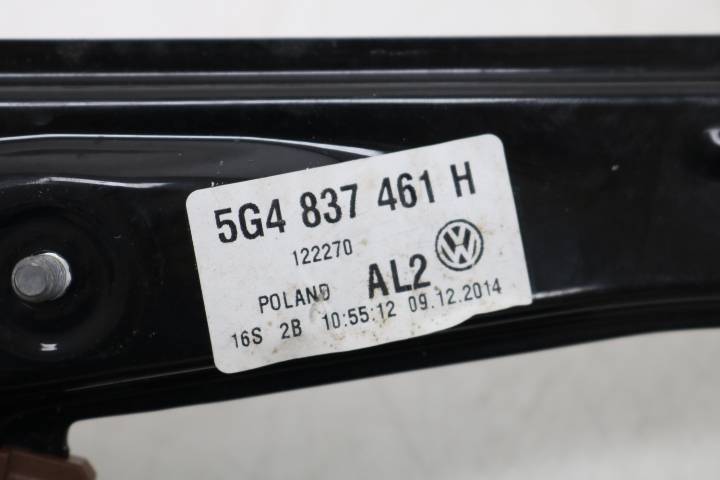 5G4 837 461 H
122270
POLAND AL2
16S 2B 10:55:12 09.12.2014